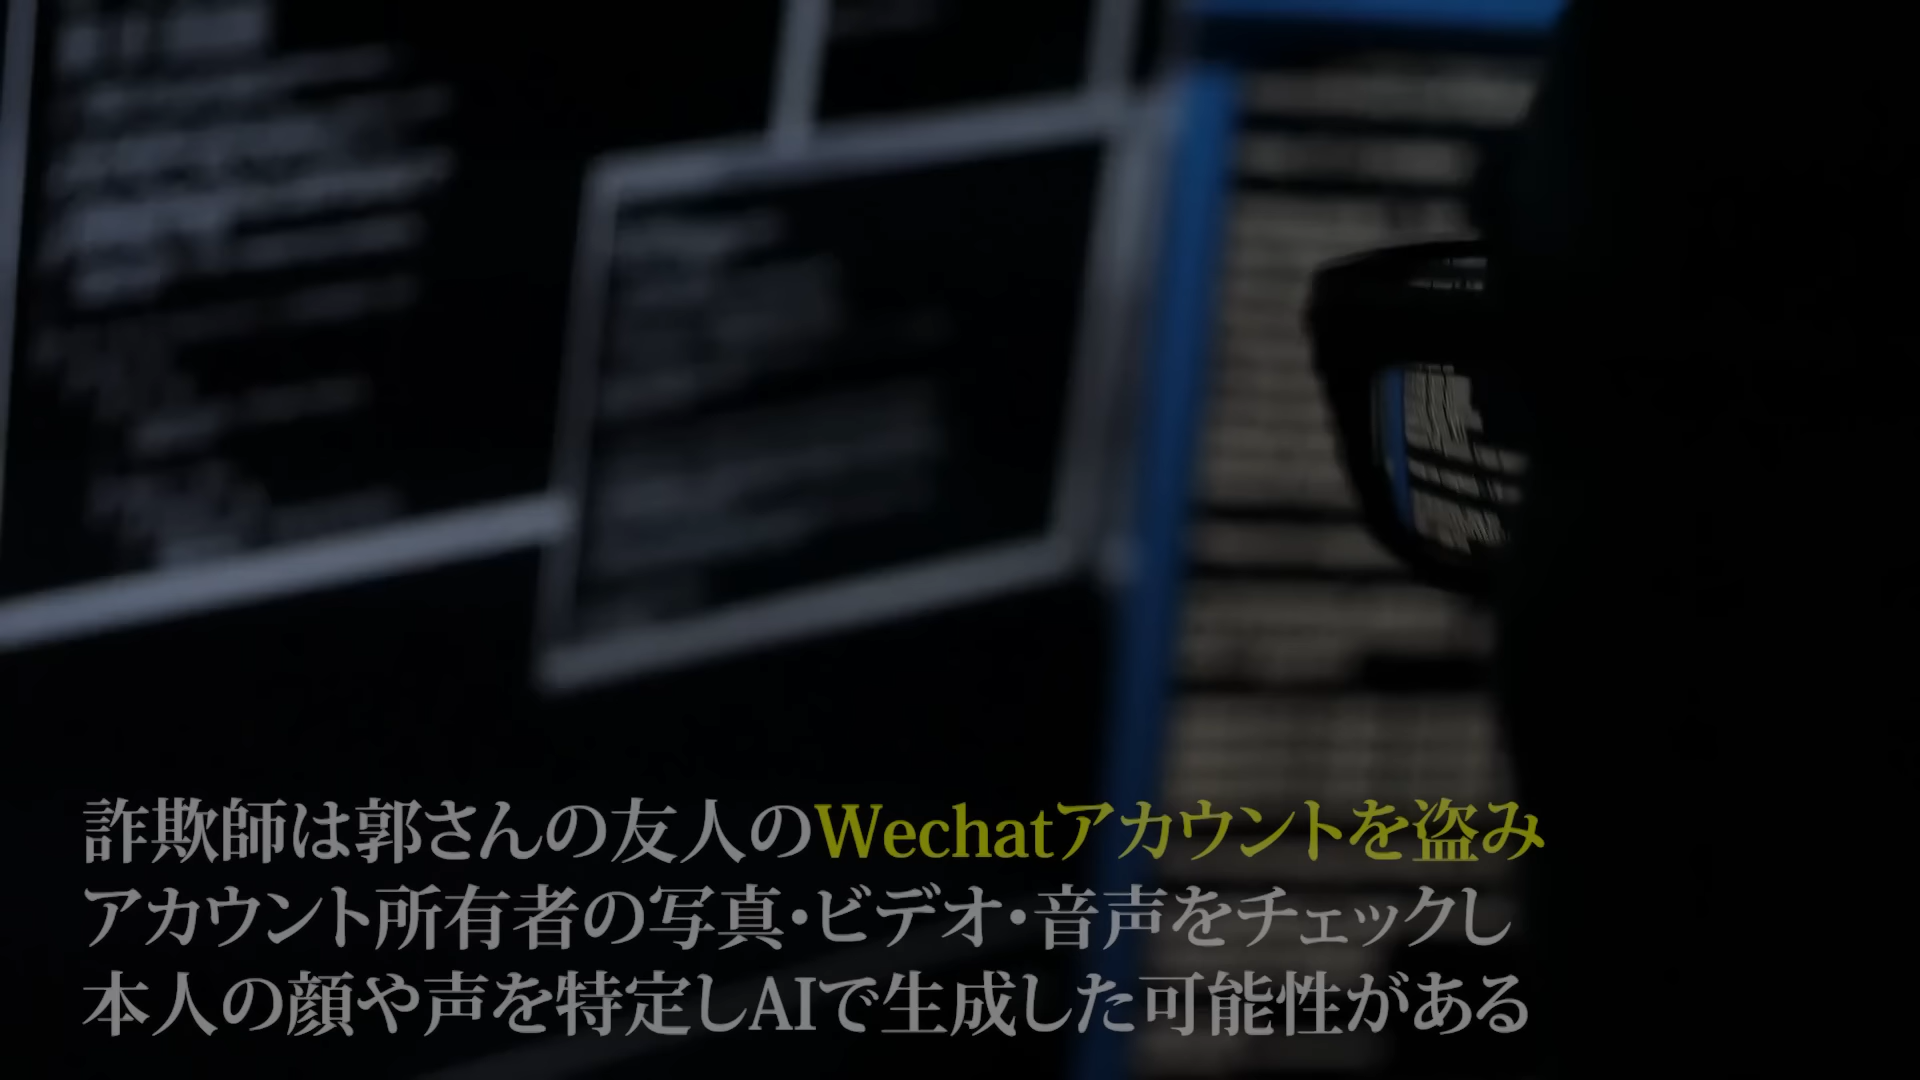 詐欺師は郭さんの友人のWechatアカウントを盗み
アカウント所有者の写真・ビデオ・音声をチェックし
本人の顔や声を特定しAIで生成した可能性がある